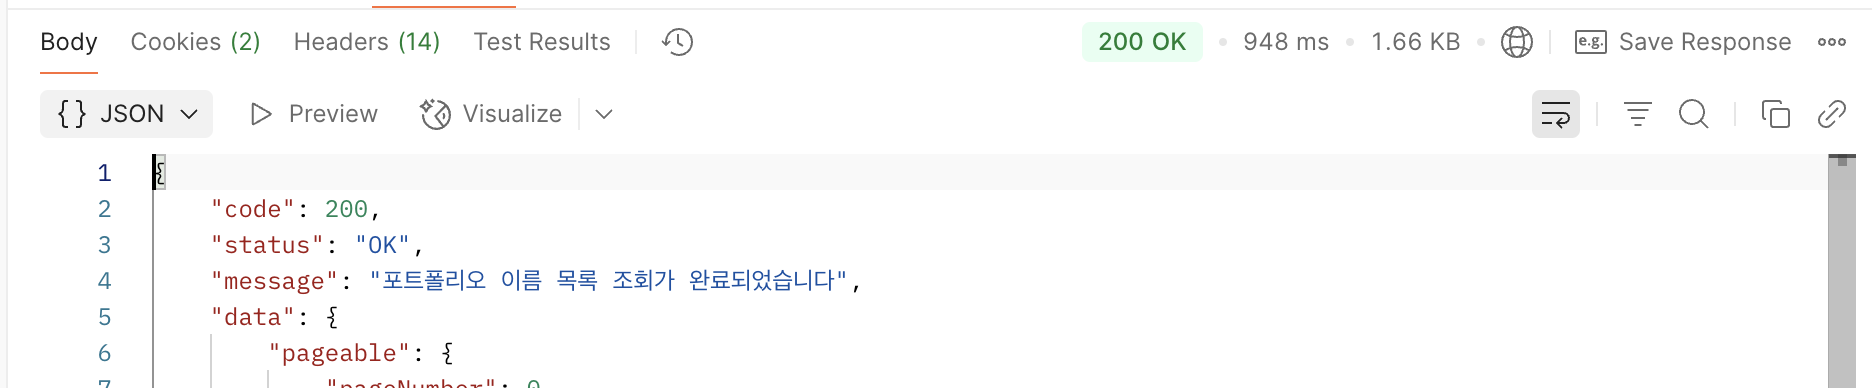 Body Cookies (2) Headers (14) Test Results 200 OK • 948 ms • 1.66 KB • e.g. Save Response
{} JSON Preview Visualize
1 {
2 "code": 200,
3 "status": "OK",
4 "message": "포트폴리오 이름 목록 조회가 완료되었습니다",
5 "data": {
6 "pageable": {
7 "pageNumber": 0